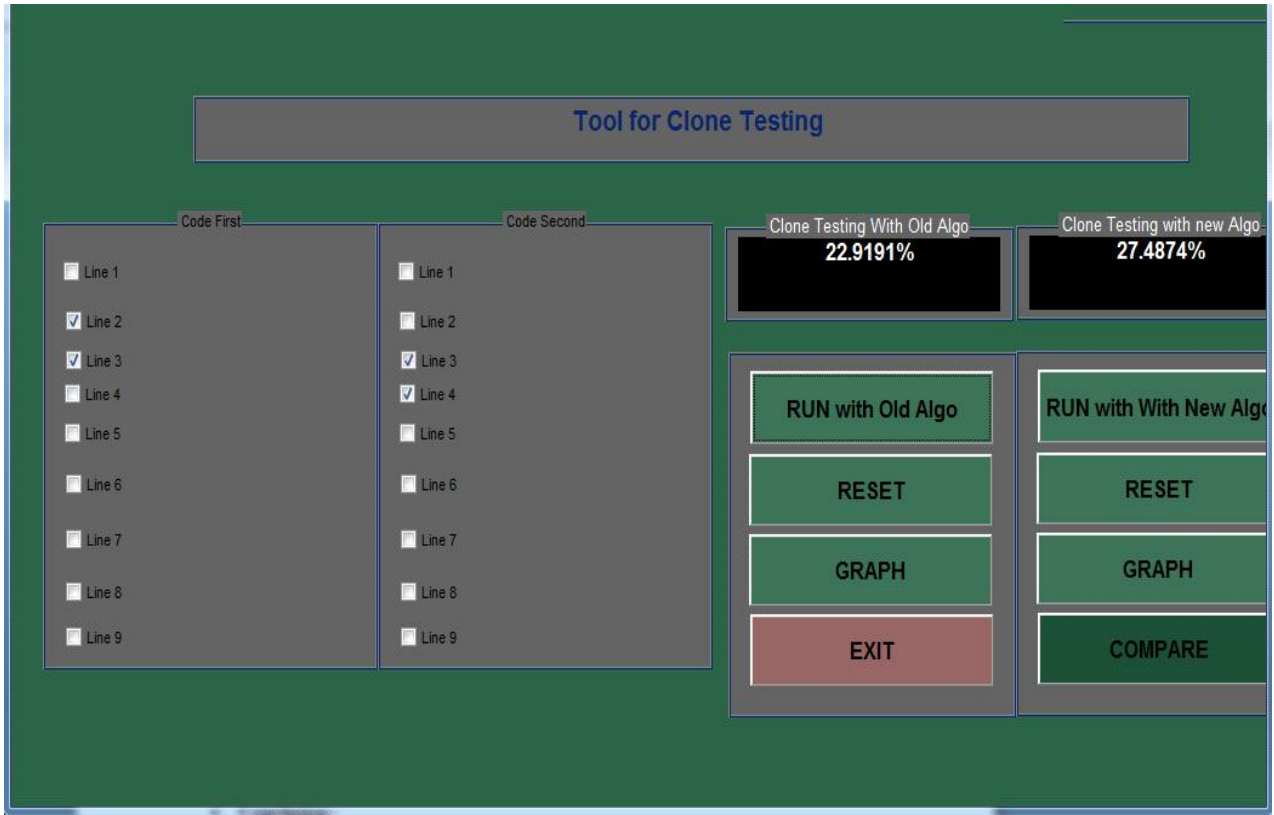 Tool for Clone Testing
Code First
Line 1
Line 2
Line 3
Line 4
Line 5
Line 6
Line 7
Line 8
Line 9
Code Second
Line 1
Line 2
Line 3
Line 4
Line 5
Line 6
Line 7
Line 8
Line 9
Clone Testing With Old Algo
22.9191%
Clone Testing with new Algo
27.4874%
RUN with Old Algo
RESET
GRAPH
EXIT
RUN with With New Algo
RESET
GRAPH
COMPARE